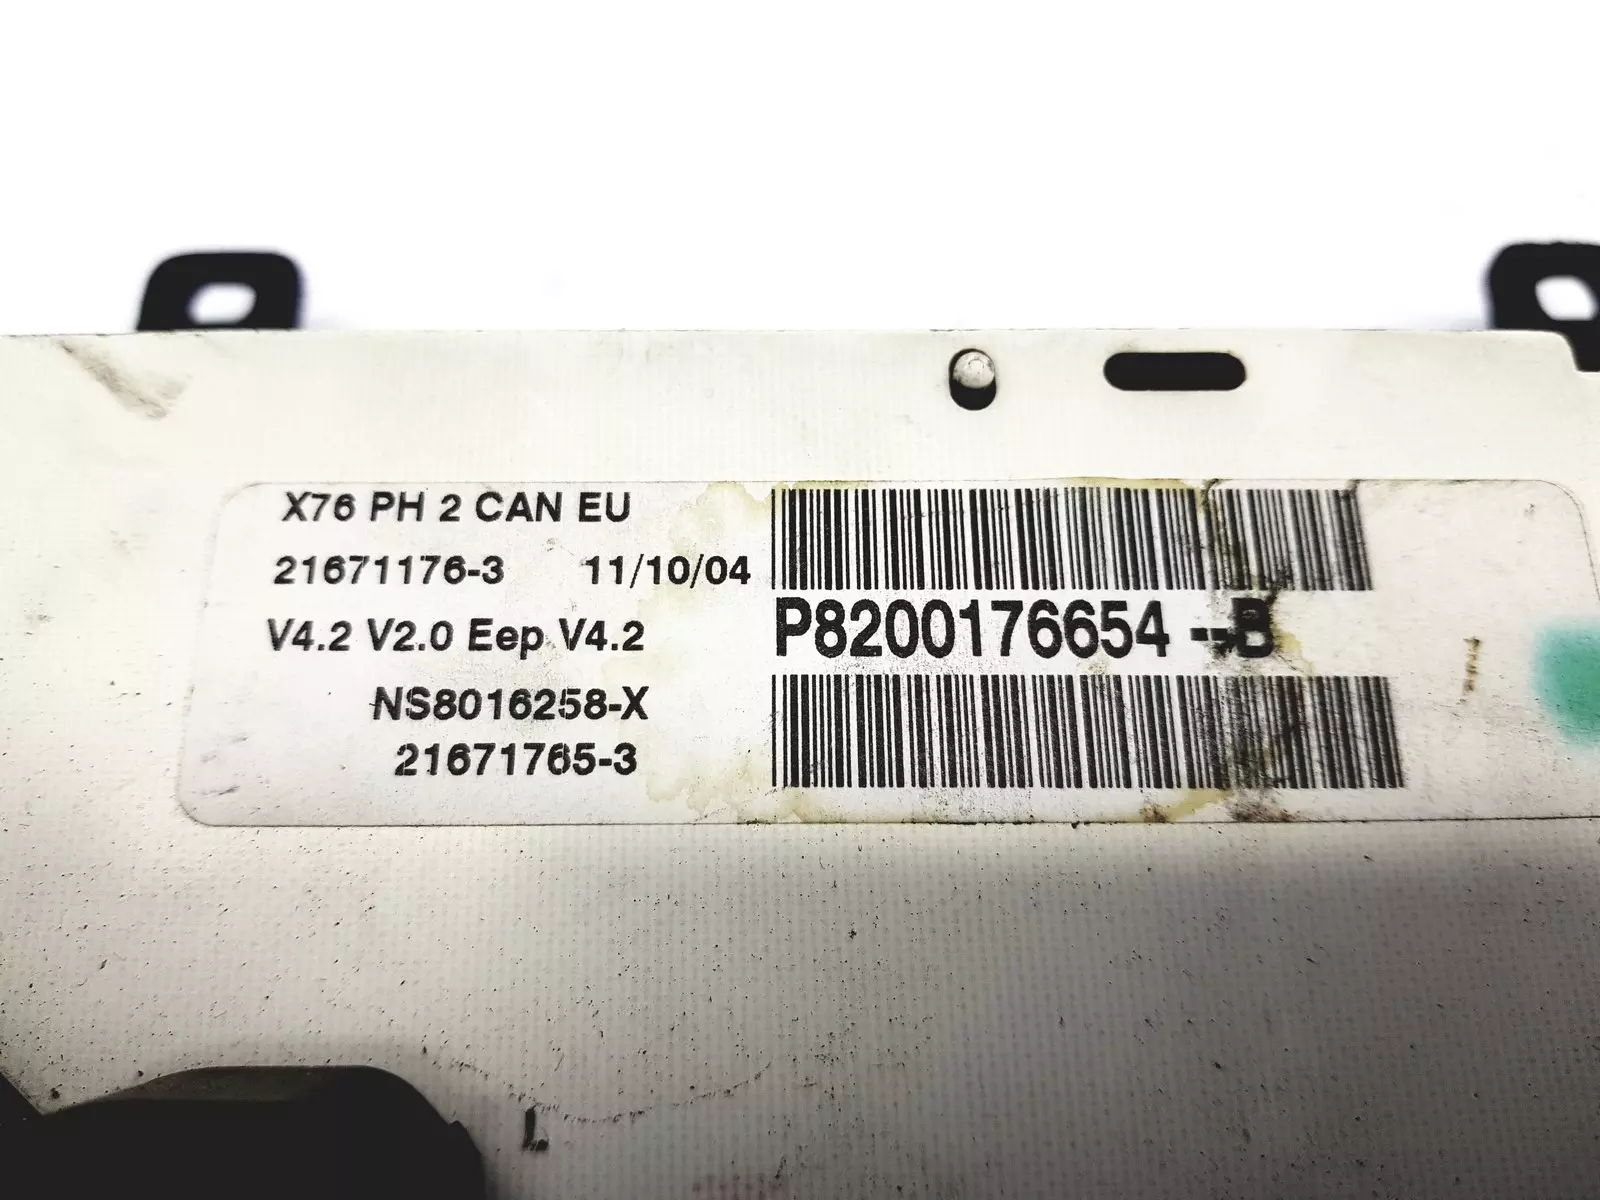 X76 PH 2 CAN EU
21671176-3 11/10/04
V4.2 V2.0 Eep V4.2
NS8016258-X
21671765-3
P8200176654 --B
L